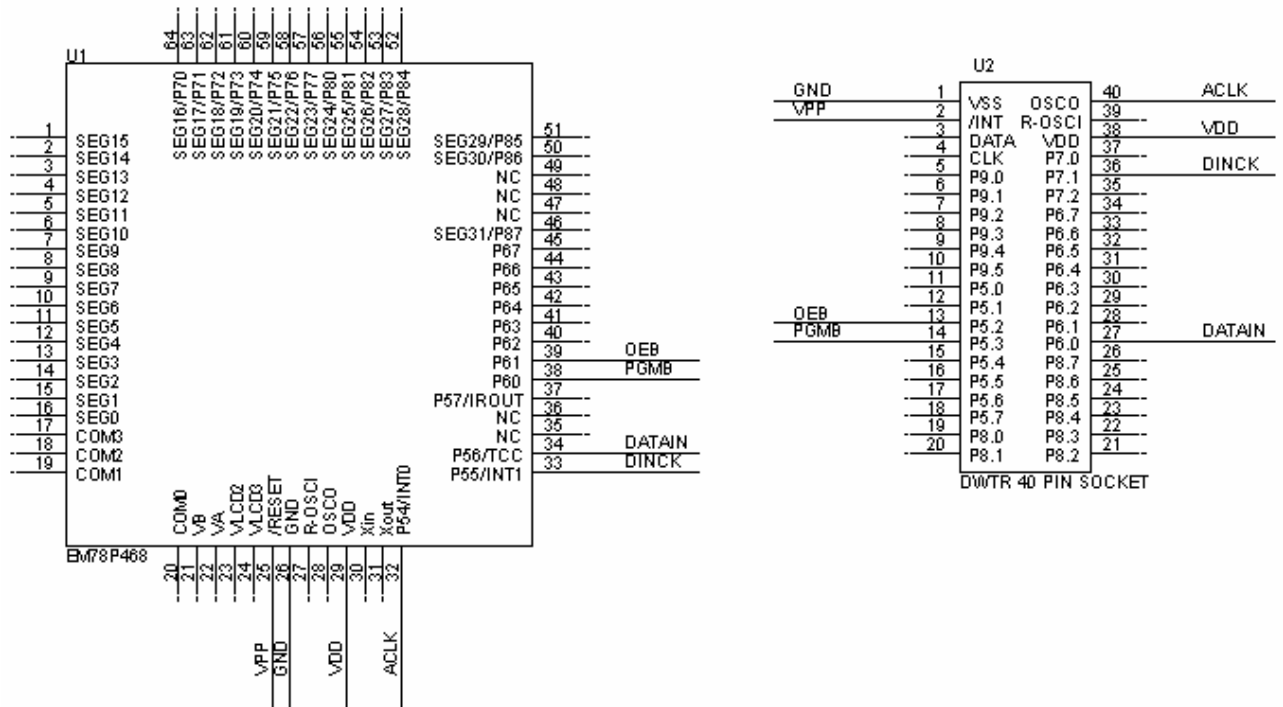 U1
64 63 62 61 60 59 58 57 56 55 54 53 52
SEG16/P70
SEG17/P71
SEG18/P72
SEG19/P73
SEG20/P74
SEG21/P75
SEG22/P76
SEG23/P77
SEG24/P80
SEG25/P81
SEG26/P82
SEG27/P83
SEG28/P84
1 SEG15
2 SEG14
3 SEG13
4 SEG12
5 SEG11
6 SEG10
7 SEG9
8 SEG8
9 SEG7
10 SEG6
11 SEG5
12 SEG4
13 SEG3
14 SEG2
15 SEG1
16 SEG0
17 COM3
18 COM2
19 COM1
SEG29/P85 51
SEG30/P86 50
NC 49
NC 48
NC 47
SEG31/P87 46
P67 45
P66 44
P65 43
P64 42
P63 41
P62 40
P61 39 OEB
P60 38 PGMB
P57/IROUT 37
NC 36
NC 35
P56/TCC 34 DATAIN
P55/INT1 33 DINCK
COM0
VB
VA
VLCD2
VLCD3
/RESET
GND
R-OSCI
OSCO
VDD
Xin
Xout
P54/INT0
EM78P468
20 21 22 23 24 25 26 27 28 29 30 31 32
VPP
GND
VDD
ACLK
U2
GND 1 VSS
VPP 2 /INT
3 DATA
4 CLK
5 P9.0
6 P9.1
7 P9.2
8 P9.3
9 P9.4
10 P9.5
11 P5.0
12 P5.1
OEB 13 P5.2
PGMB 14 P5.3
15 P5.4
16 P5.5
17 P5.6
18 P5.7
19 P8.0
20 P8.1
OSCO 40 ACLK
R-OSCI 39
VDD 38 VDD
P7.0 37
P7.1 36 DINCK
P7.2 35
P6.7 34
P6.6 33
P6.5 32
P6.4 31
P6.3 30
P6.2 29
P6.1 28
P6.0 27 DATAIN
P8.7 26
P8.6 25
P8.5 24
P8.4 23
P8.3 22
P8.2 21
DWTR 40 PIN SOCKET